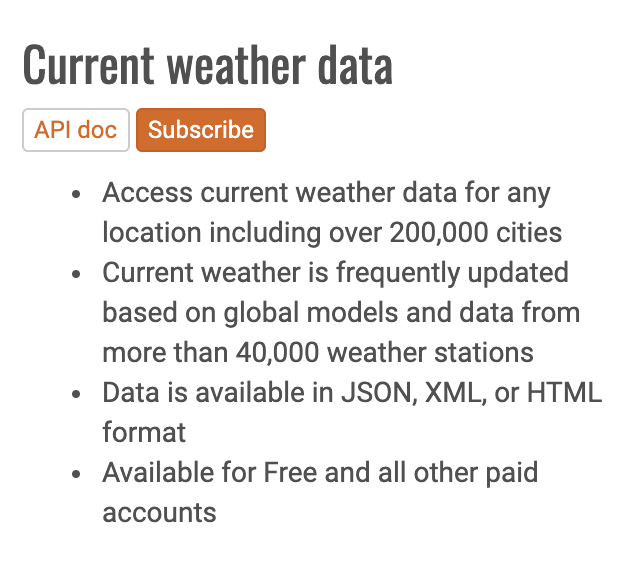 Current weather data
API doc Subscribe
• Access current weather data for any
location including over 200,000 cities
• Current weather is frequently updated
based on global models and data from
more than 40,000 weather stations
• Data is available in JSON, XML, or HTML
format
• Available for Free and all other paid
accounts